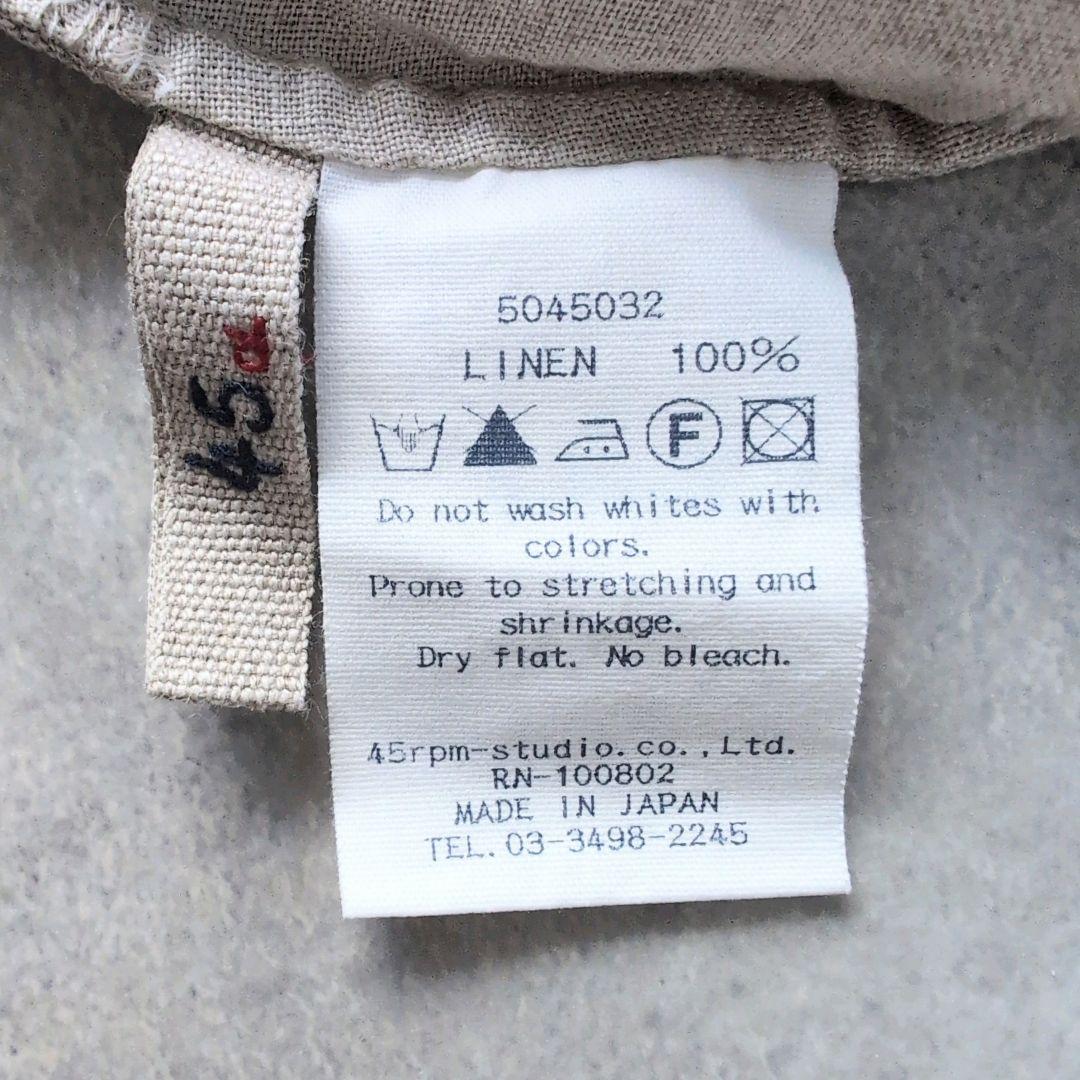 45a
5045032
LINEN 100%
F
Do not wash whites with
colors.
Prone to stretching and
shrinkage.
Dry flat. No bleach.
45rpm-studio.co.,Ltd.
RN-100802
MADE IN JAPAN
TEL.03-3498-2245